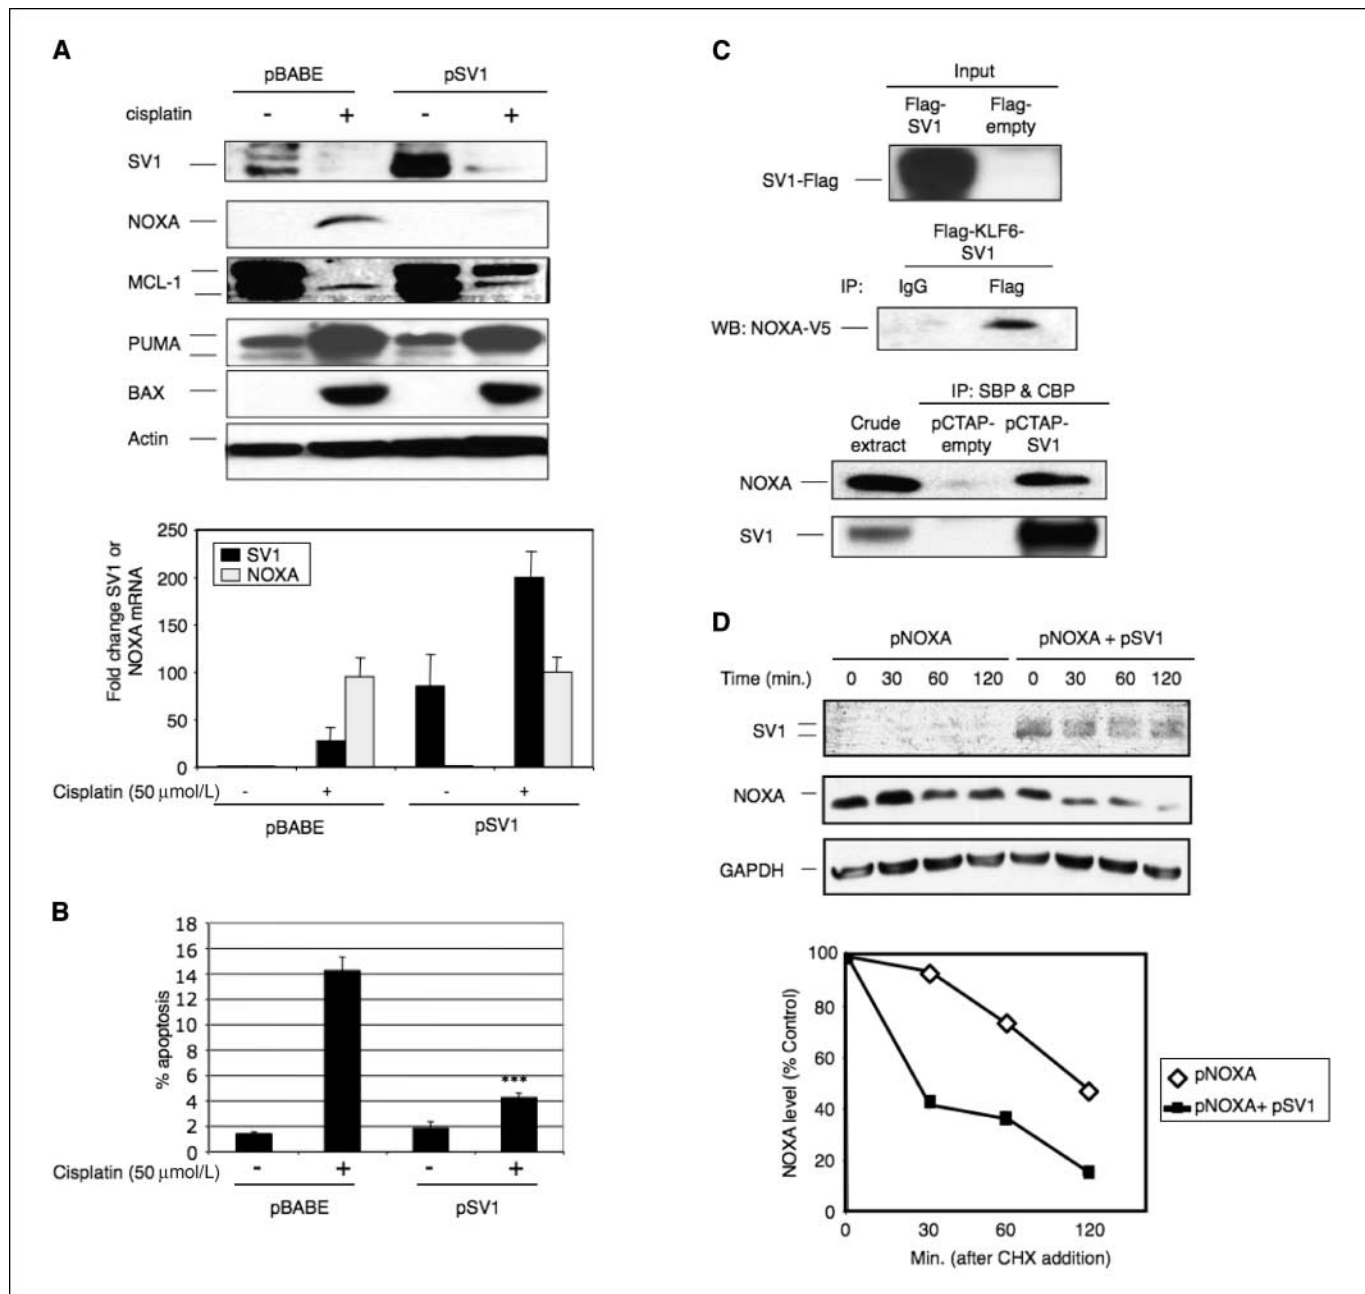 A
pBABE pSV1
cisplatin - + - +
SV1
NOXA
MCL-1
PUMA
BAX
Actin
Fold change SV1 or
NOXA mRNA
250
200
150
100
50
0
SV1
NOXA
Cisplatin (50 μmol/L) - + - +
pBABE pSV1
B
% apoptosis
18
16
14
12
10
8
6
4
2
0
***
Cisplatin (50 μmol/L) - + - +
pBABE pSV1
C
Input
Flag- Flag-
SV1 empty
SV1-Flag
Flag-KLF6-
SV1
IP: IgG Flag
WB: NOXA-V5
IP: SBP & CBP
Crude pCTAP- pCTAP-
extract empty SV1
NOXA
SV1
D
pNOXA pNOXA + pSV1
Time (min.) 0 30 60 120 0 30 60 120
SV1
NOXA
GAPDH
NOXA level (% Control)
100
80
60
40
20
0
0 30 60 120
Min. (after CHX addition)
pNOXA
pNOXA+ pSV1